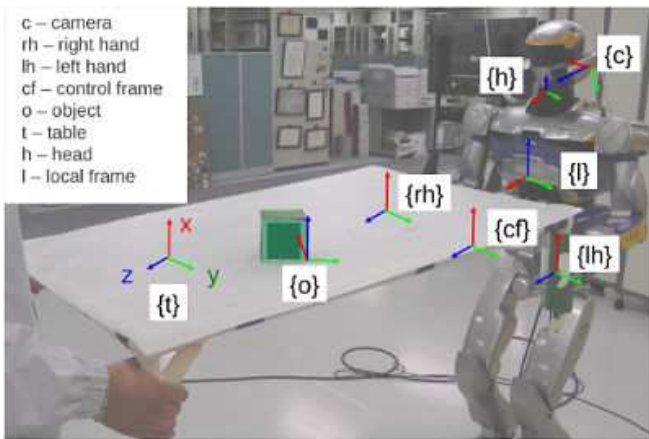 c – camera
rh – right hand
lh – left hand
cf – control frame
o – object
t – table
h – head
l – local frame
{c}
{h}
{l}
{rh}
{cf}
{lh}
x
z
y
{o}
{t}